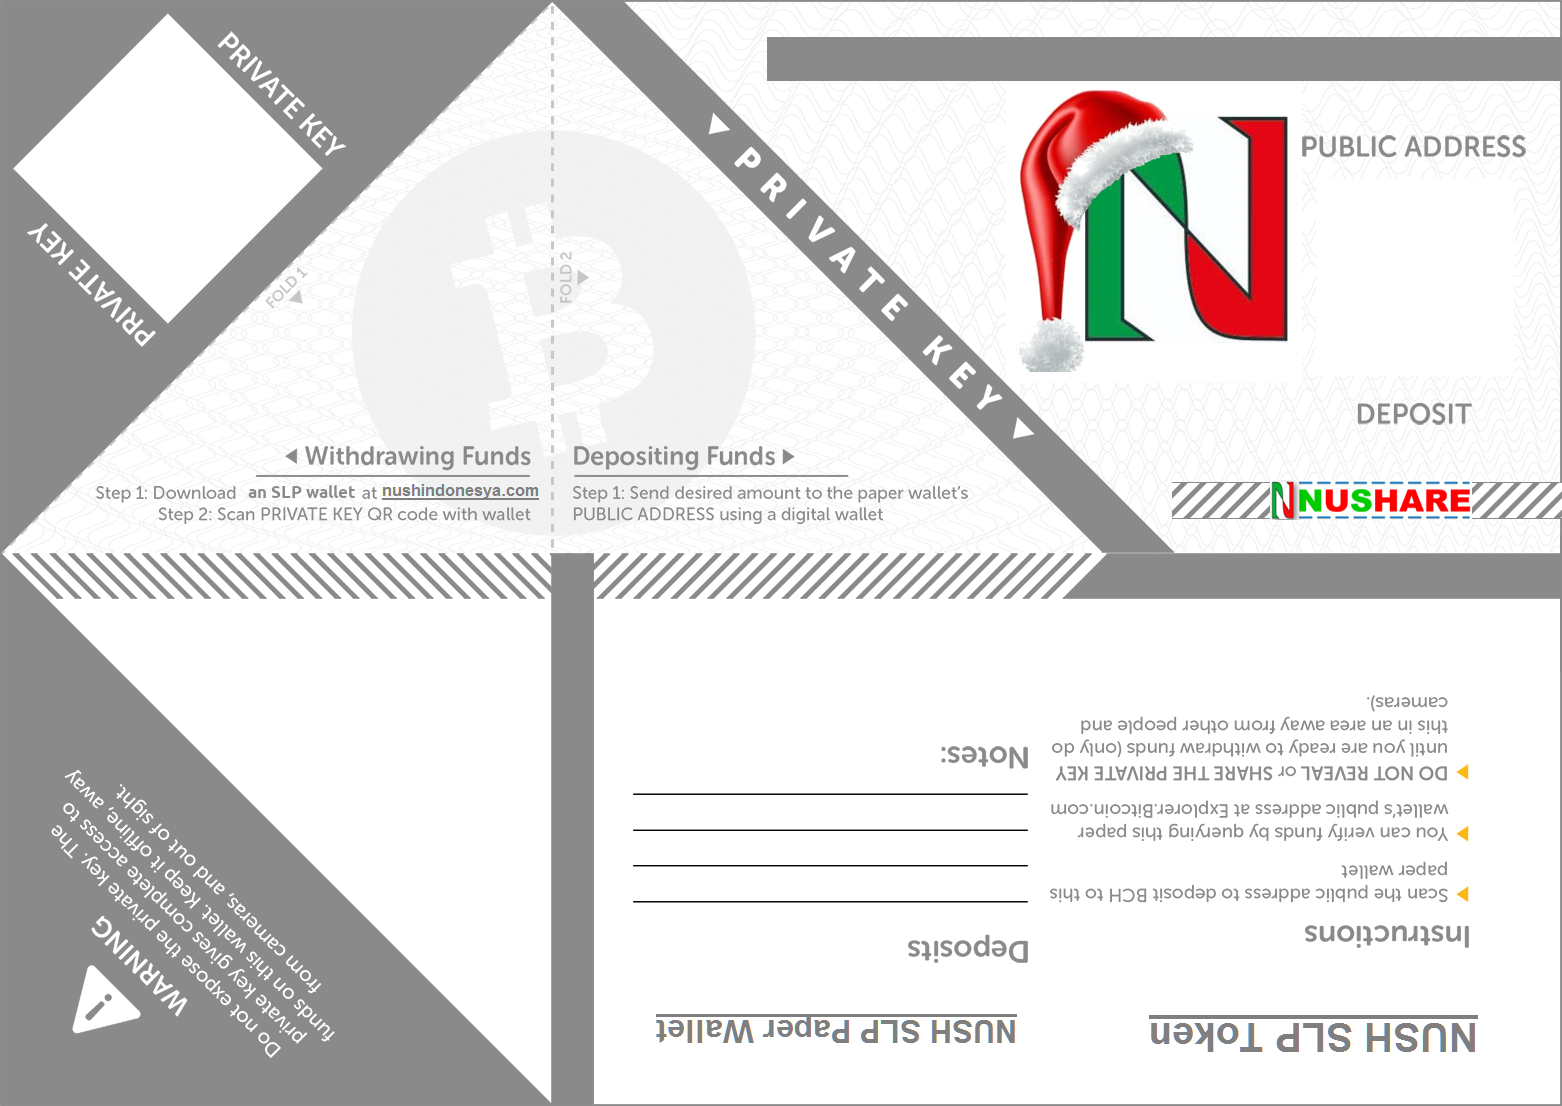 PRIVATE KEY
PRIVATE KEY
FOLD 1
FOLD 2
PRIVATE KEY
PUBLIC ADDRESS
DEPOSIT
NUSHARE
Withdrawing Funds
Step 1: Download an SLP wallet at nushindonesya.com
Step 2: Scan PRIVATE KEY QR code with wallet
Depositing Funds
Step 1: Send desired amount to the paper wallet's
PUBLIC ADDRESS using a digital wallet
WARNING
Do not expose the private key. The
private key gives complete access to
funds on this wallet. Keep it offline, away
from cameras, and out of sight.
NUSH SLP Token
Instructions
Scan the public address to deposit BCH to this
paper wallet
You can verify funds by querying this paper
wallet's public address at Explorer.Bitcoin.com
DO NOT REVEAL or SHARE THE PRIVATE KEY
until you are ready to withdraw funds (only do
this in an area away from other people and
cameras).
NUSH SLP Paper Wallet
Deposits
Notes: